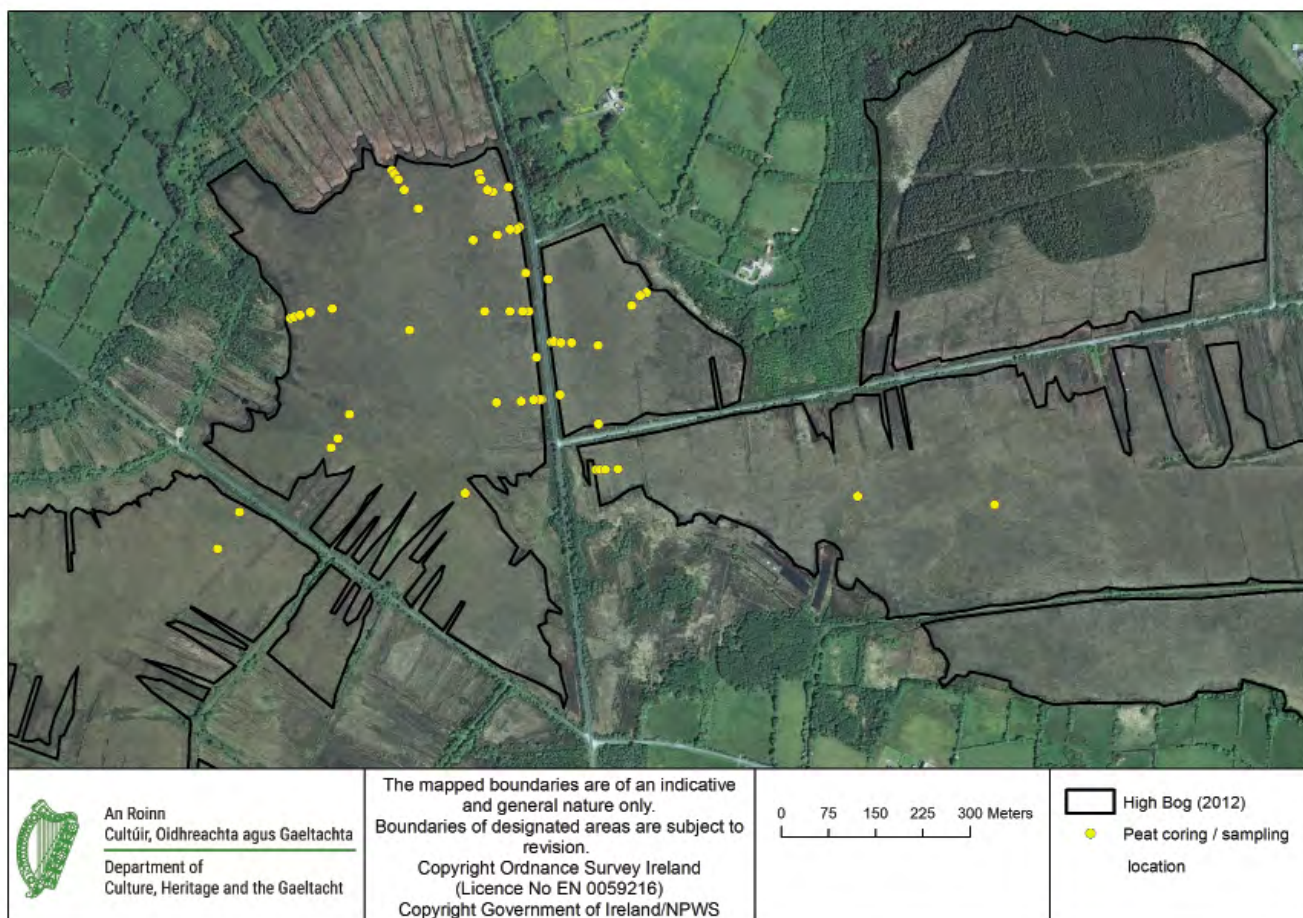 An Roinn
Cultúir, Oidhreachta agus Gaeltachta
Department of
Culture, Heritage and the Gaeltacht
The mapped boundaries are of an indicative
and general nature only.
Boundaries of designated areas are subject to
revision.
Copyright Ordnance Survey Ireland
(Licence No EN 0059216)
Copyright Government of Ireland/NPWS
0 75 150 225 300 Meters
High Bog (2012)
Peat coring / sampling
location